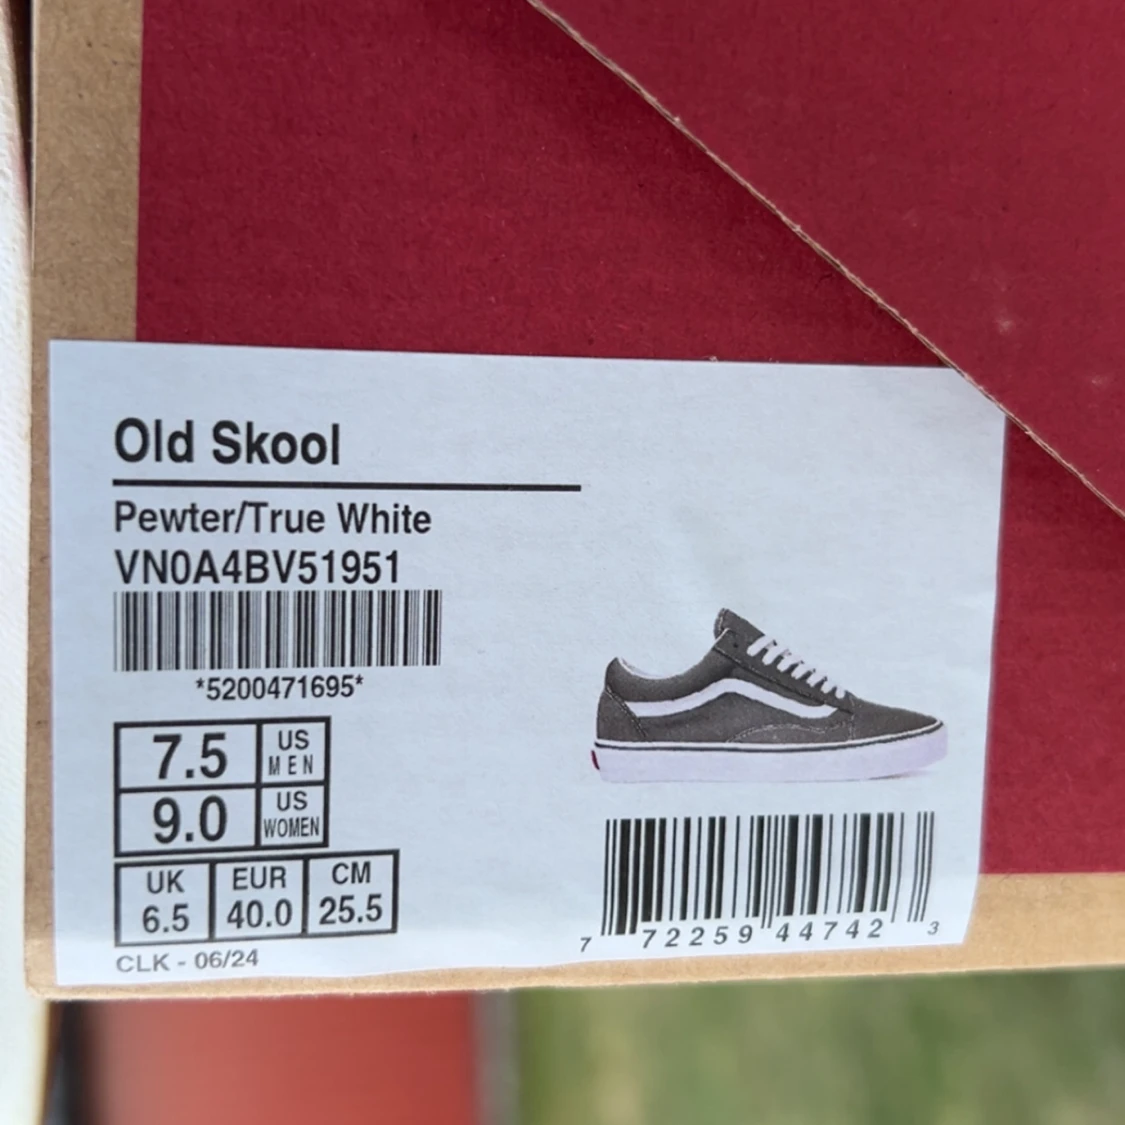 Old Skool
Pewter/True White
VN0A4BV51951
*5200471695*
7.5 US MEN
9.0 US WOMEN
UK EUR CM
6.5 40.0 25.5
CLK - 06/24
7 72259 44742 3